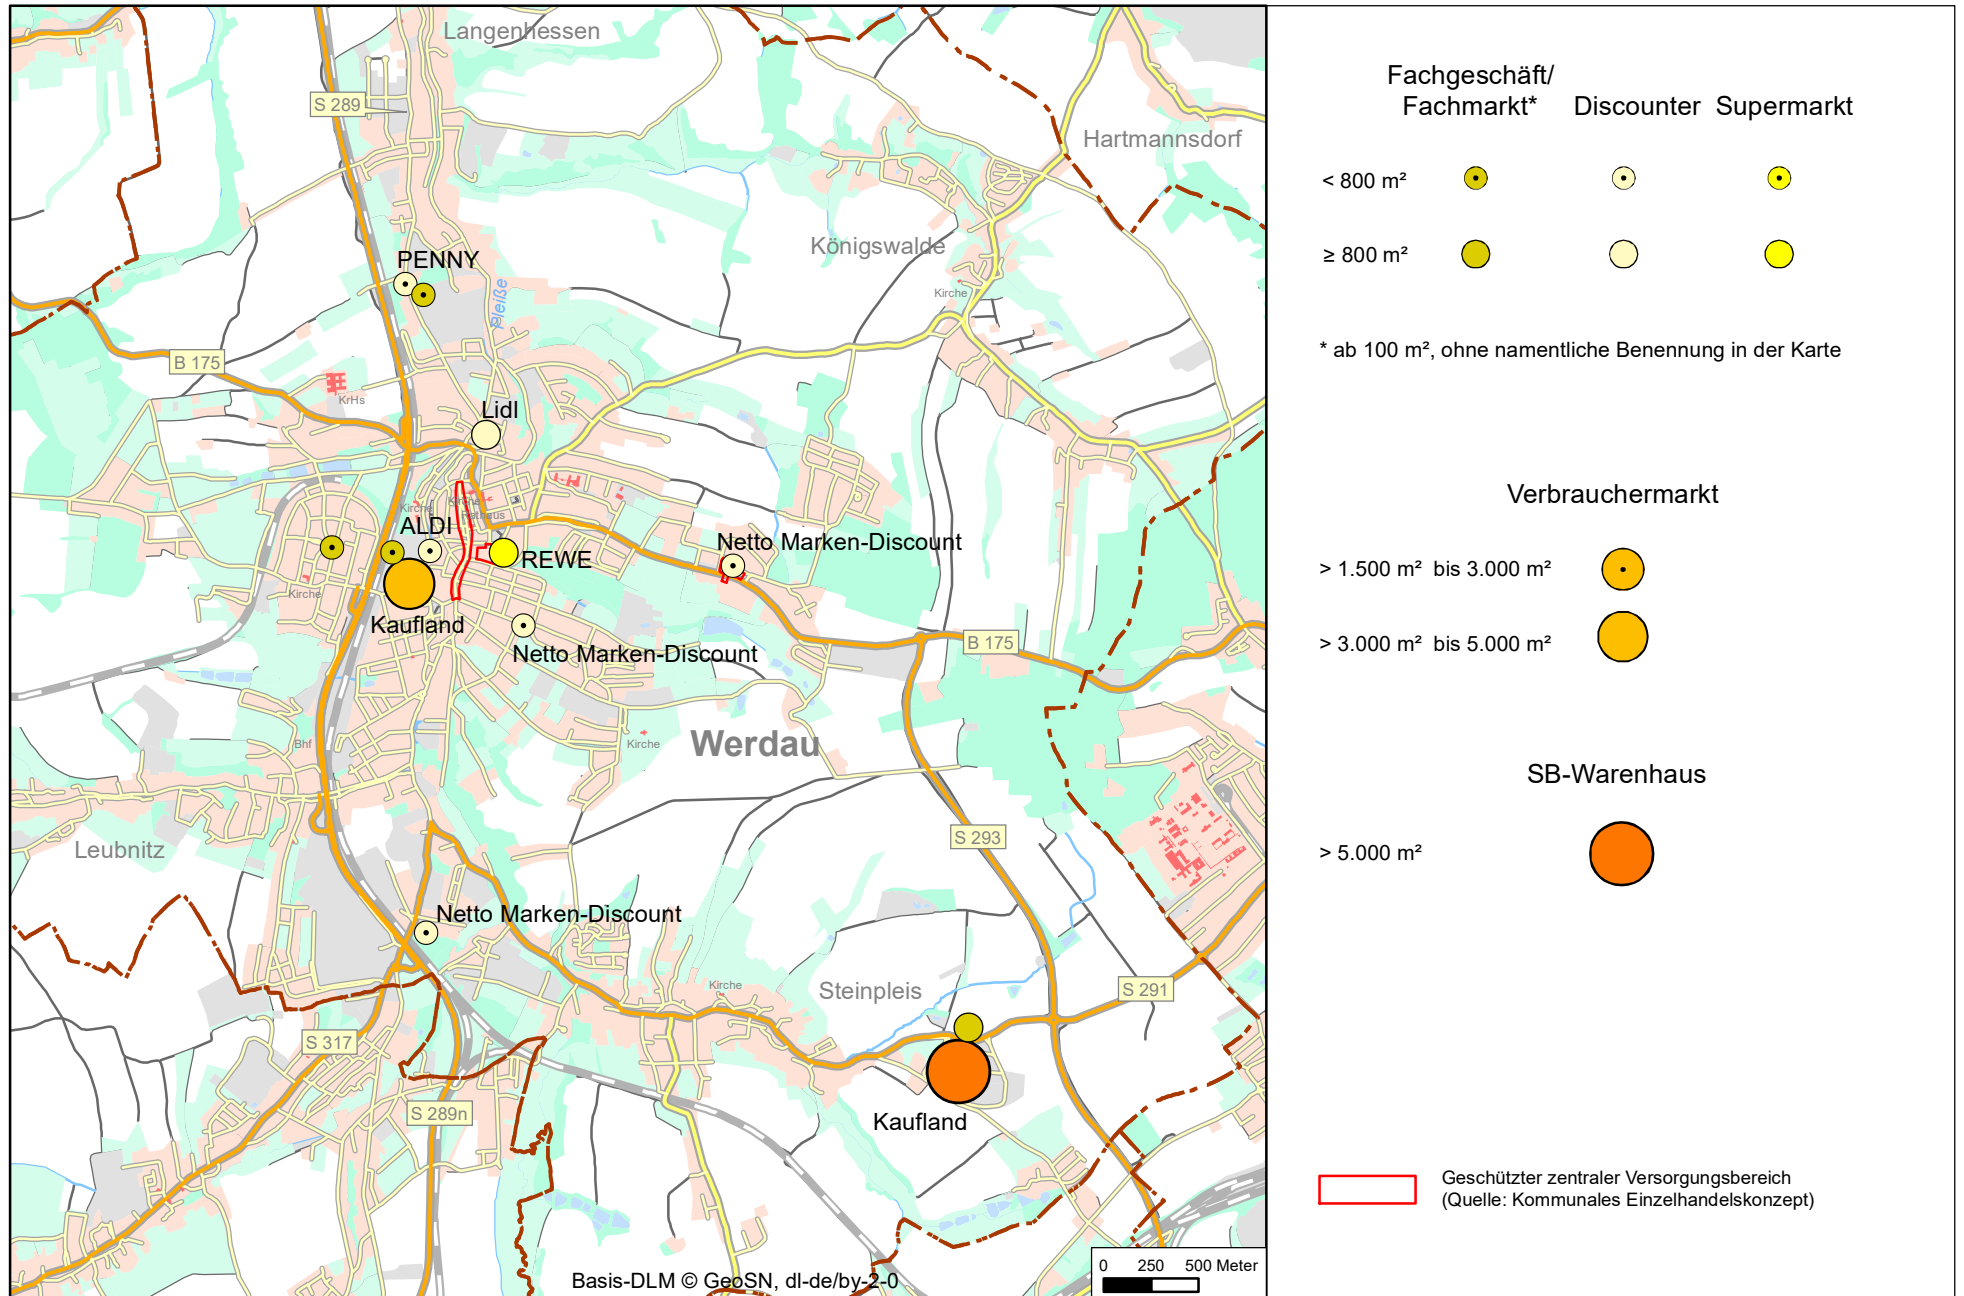 Langenhessen
S 289
Hartmannsdorf
Königswalde
PENNY
Pleiße
Kirche
B 175
KrHs
Lidl
Kirche
Kirche
Rathaus
ALDI
REWE
Netto Marken-Discount
Kirche
Kaufland
Netto Marken-Discount
B 175
Bhf
Kirche
Werdau
S 293
Leubnitz
Netto Marken-Discount
Kirche
Steinpleis
S 291
S 317
S 289n
Kaufland
Basis-DLM © GeoSN, dl-de/by-2-0
0 250 500 Meter
Fachgeschäft/
Fachmarkt* Discounter Supermarkt
< 800 m²
≥ 800 m²
* ab 100 m², ohne namentliche Benennung in der Karte
Verbrauchermarkt
> 1.500 m² bis 3.000 m²
> 3.000 m² bis 5.000 m²
SB-Warenhaus
> 5.000 m²
Geschützter zentraler Versorgungsbereich
(Quelle: Kommunales Einzelhandelskonzept)